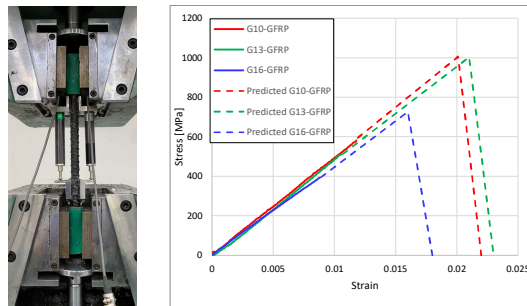 1200
1000
800
600
400
200
0
Stress [MPa]
G10-GFRP
G13-GFRP
G16-GFRP
Predicted G10-GFRP
Predicted G13-GFRP
Predicted G16-GFRP
0 0.005 0.01 0.015 0.02 0.025
Strain